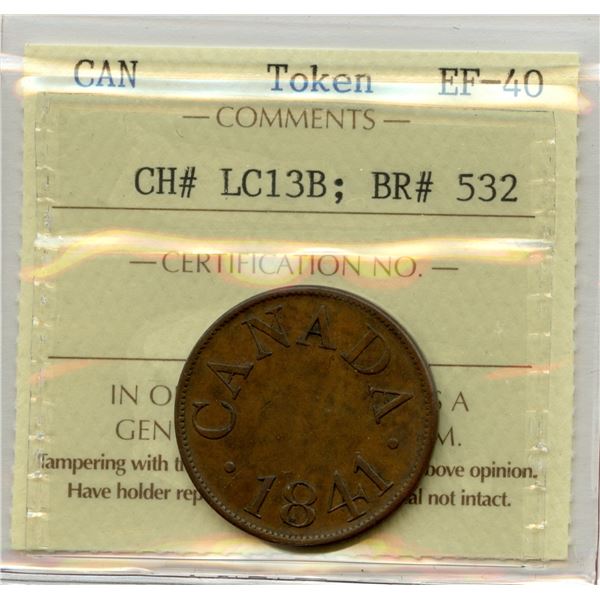 CAN Token EF-40
— COMMENTS —
CH# LC13B; BR# 532
— CERTIFICATION NO. —
CANADA
· 1841 ·
IN O S A
GEN M.
Tampering with th bove opinion.
Have holder rep al not intact.